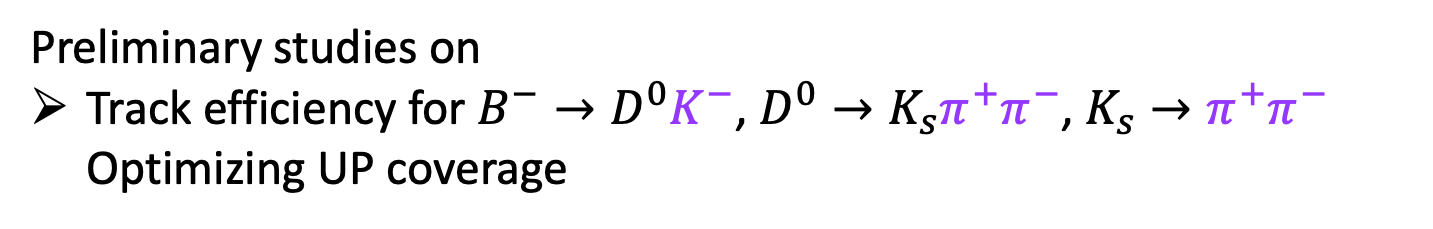 Preliminary studies on
➢ Track efficiency for B⁻ → D⁰K⁻, D⁰ → Kₛπ⁺π⁻, Kₛ → π⁺π⁻
Optimizing UP coverage